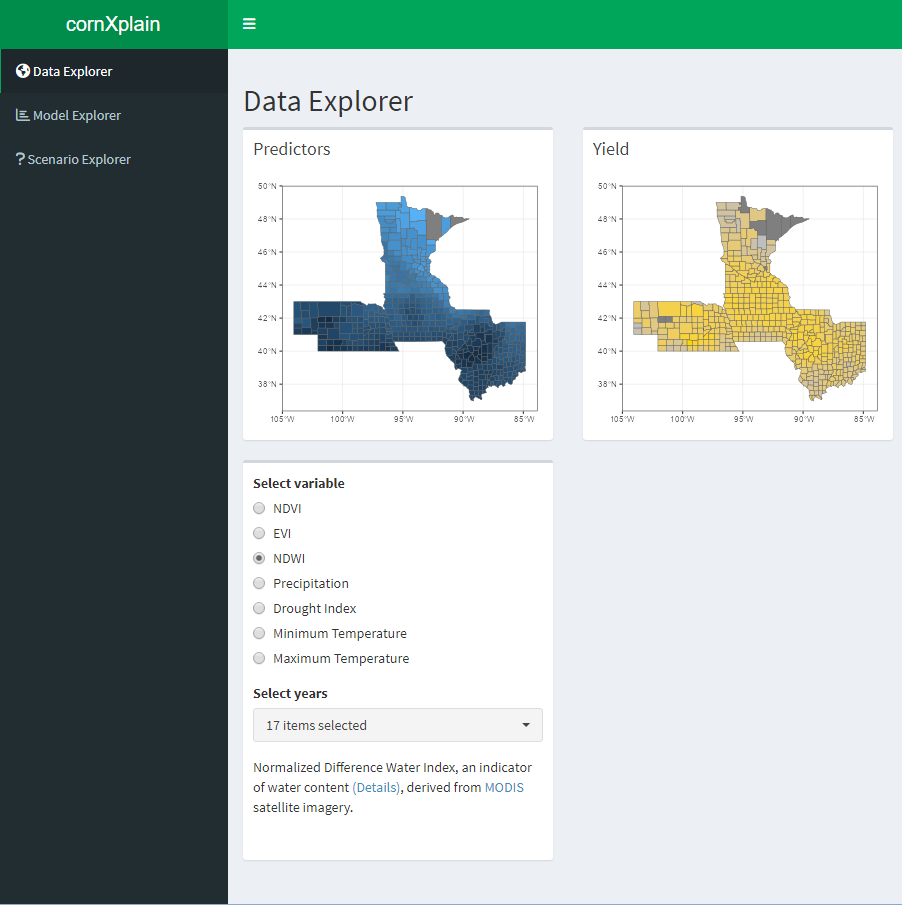 cornXplain
Data Explorer
Model Explorer
? Scenario Explorer
Data Explorer
Predictors
50°N
48°N
46°N
44°N
42°N
40°N
38°N
105°W 100°W 95°W 90°W 85°W
Yield
50°N
48°N
46°N
44°N
42°N
40°N
38°N
105°W 100°W 95°W 90°W 85°W
Select variable
NDVI
EVI
NDWI
Precipitation
Drought Index
Minimum Temperature
Maximum Temperature
Select years
17 items selected
Normalized Difference Water Index, an indicator
of water content (Details), derived from MODIS
satellite imagery.